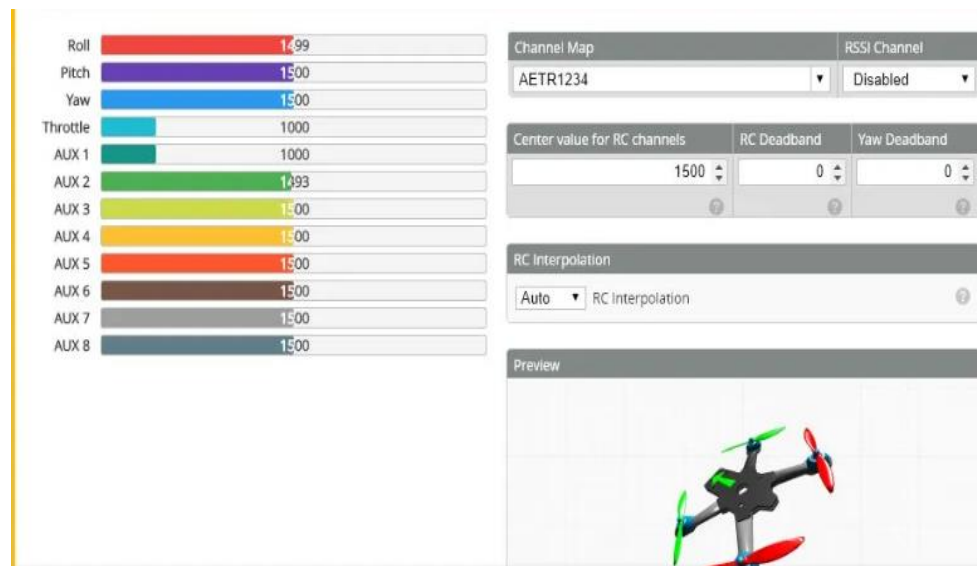 Roll 1499
Pitch 1500
Yaw 1500
Throttle 1000
AUX 1 1000
AUX 2 1493
AUX 3 1500
AUX 4 1500
AUX 5 1500
AUX 6 1500
AUX 7 1500
AUX 8 1500
Channel Map RSSI Channel
AETR1234 Disabled
Center value for RC channels RC Deadband Yaw Deadband
1500 0 0
RC Interpolation
Auto RC Interpolation
Preview